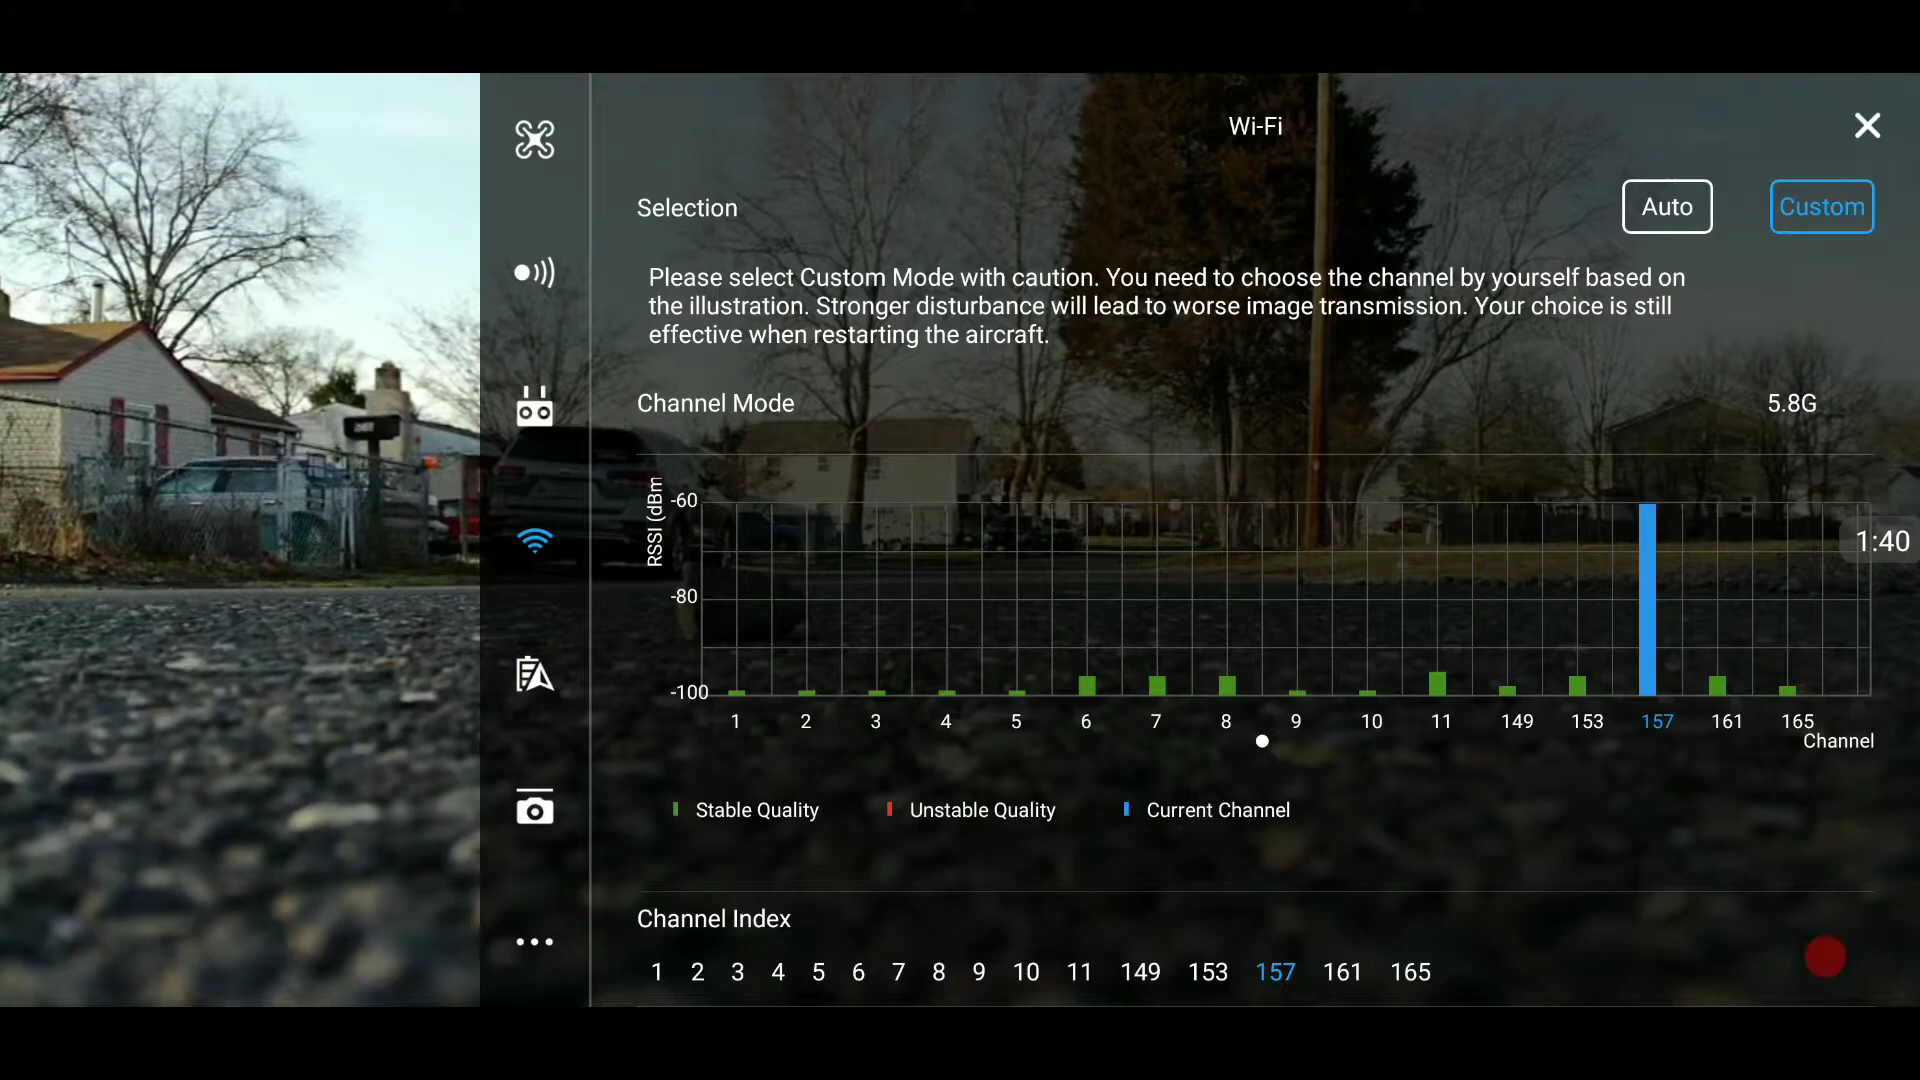 Wi-Fi
Selection
Auto
Custom
Please select Custom Mode with caution. You need to choose the channel by yourself based on
the illustration. Stronger disturbance will lead to worse image transmission. Your choice is still
effective when restarting the aircraft.
Channel Mode
5.8G
RSSI (dBm
-60
-80
-100
1:40
1 2 3 4 5 6 7 8 9 10 11 149 153 157 161 165
Channel
Stable Quality
Unstable Quality
Current Channel
Channel Index
1 2 3 4 5 6 7 8 9 10 11 149 153 157 161 165